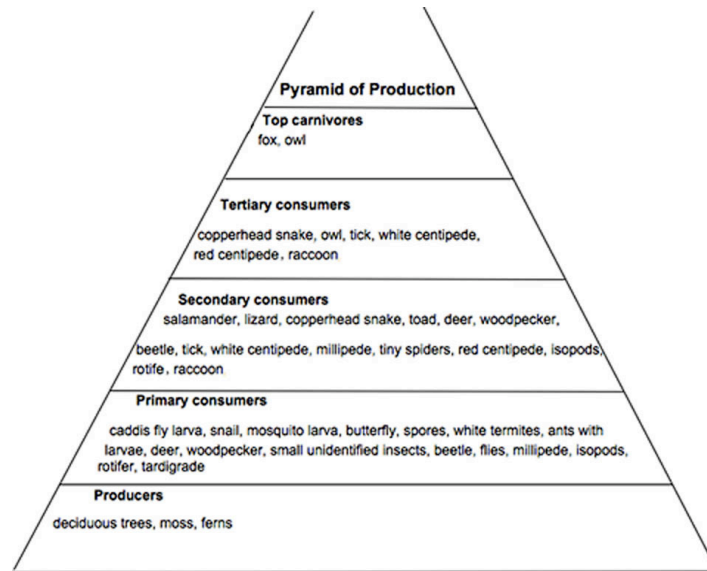 Pyramid of Production
Top carnivores
fox, owl
Tertiary consumers
copperhead snake, owl, tick, white centipede,
red centipede, raccoon
Secondary consumers
salamander, lizard, copperhead snake, toad, deer, woodpecker,
beetle, tick, white centipede, millipede, tiny spiders, red centipede, isopods,
rotife, raccoon
Primary consumers
caddis fly larva, snail, mosquito larva, butterfly, spores, white termites, ants with
larvae, deer, woodpecker, small unidentified insects, beetle, flies, millipede, isopods,
rotifer, tardigrade
Producers
deciduous trees, moss, ferns